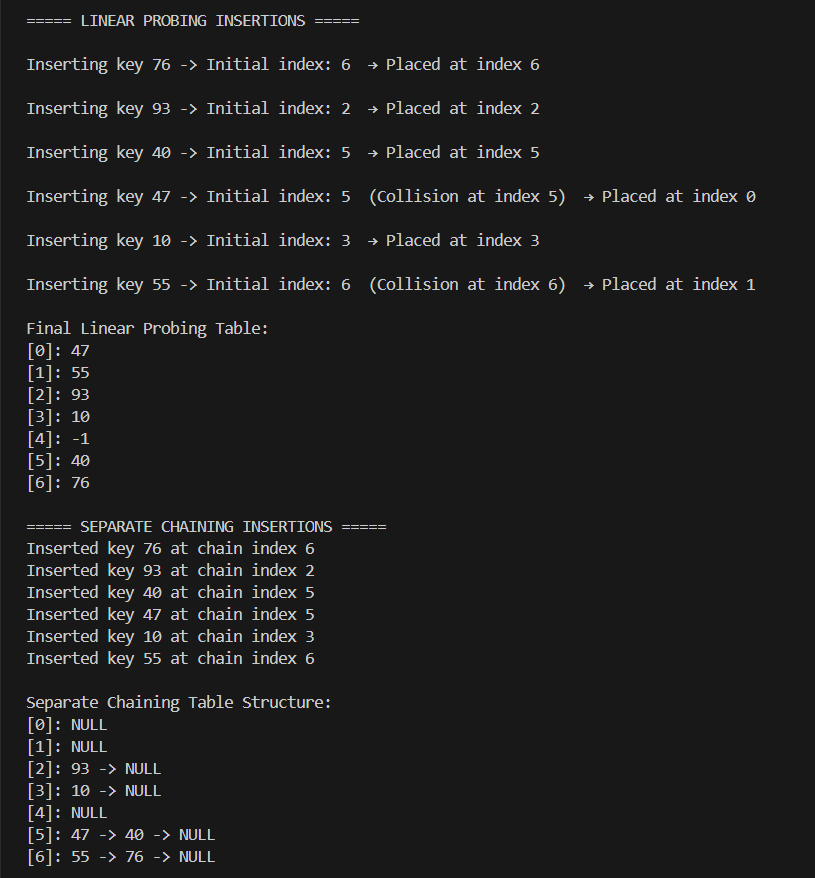 ===== LINEAR PROBING INSERTIONS =====
Inserting key 76 -> Initial index: 6  → Placed at index 6
Inserting key 93 -> Initial index: 2  → Placed at index 2
Inserting key 40 -> Initial index: 5  → Placed at index 5
Inserting key 47 -> Initial index: 5  (Collision at index 5)  → Placed at index 0
Inserting key 10 -> Initial index: 3  → Placed at index 3
Inserting key 55 -> Initial index: 6  (Collision at index 6)  → Placed at index 1
Final Linear Probing Table:
[0]: 47
[1]: 55
[2]: 93
[3]: 10
[4]: -1
[5]: 40
[6]: 76
===== SEPARATE CHAINING INSERTIONS =====
Inserted key 76 at chain index 6
Inserted key 93 at chain index 2
Inserted key 40 at chain index 5
Inserted key 47 at chain index 5
Inserted key 10 at chain index 3
Inserted key 55 at chain index 6
Separate Chaining Table Structure:
[0]: NULL
[1]: NULL
[2]: 93 -> NULL
[3]: 10 -> NULL
[4]: NULL
[5]: 47 -> 40 -> NULL
[6]: 55 -> 76 -> NULL